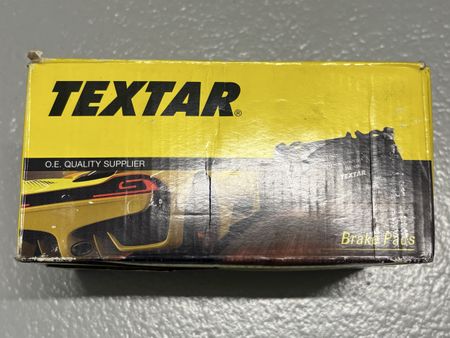 TEXTAR®
O.E. QUALITY SUPPLIER
TEXTAR
Brake Pads